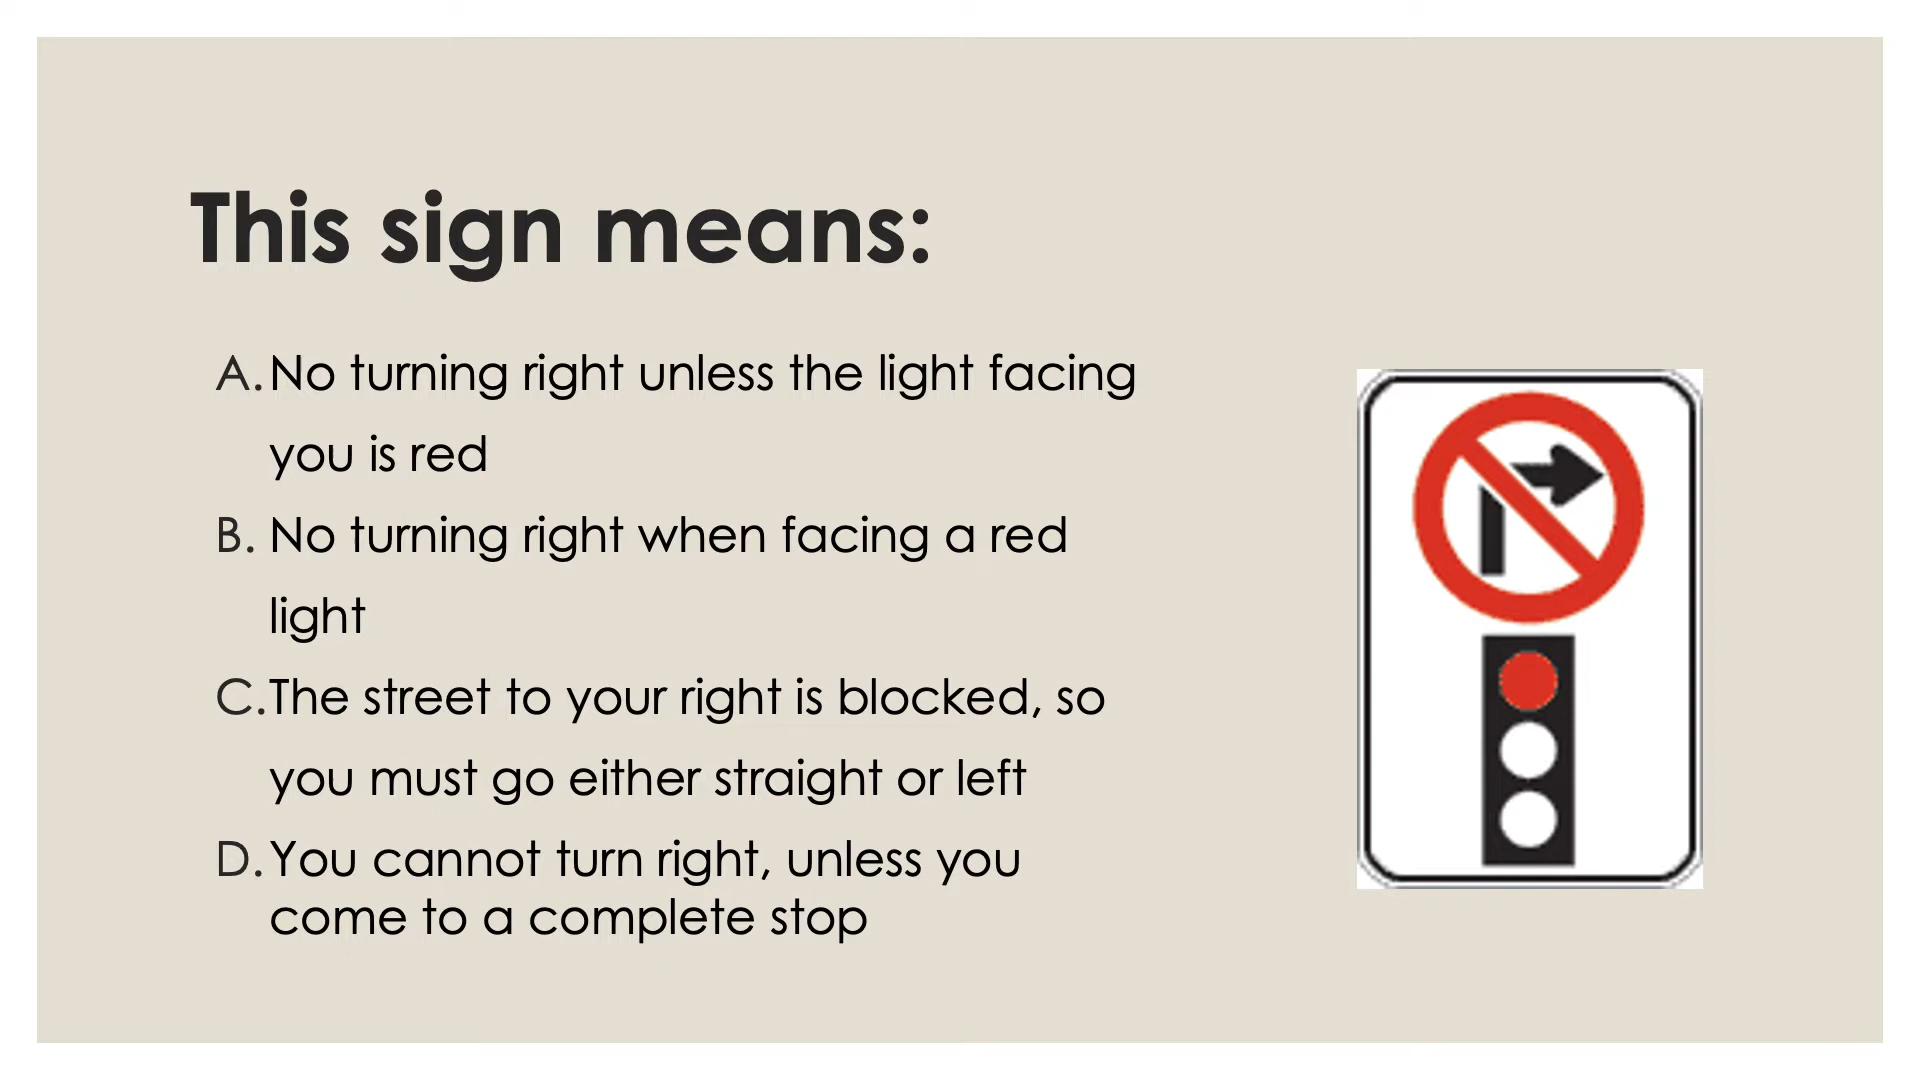 This sign means:
A. No turning right unless the light facing
you is red
B. No turning right when facing a red
light
C. The street to your right is blocked, so
you must go either straight or left
D. You cannot turn right, unless you
come to a complete stop